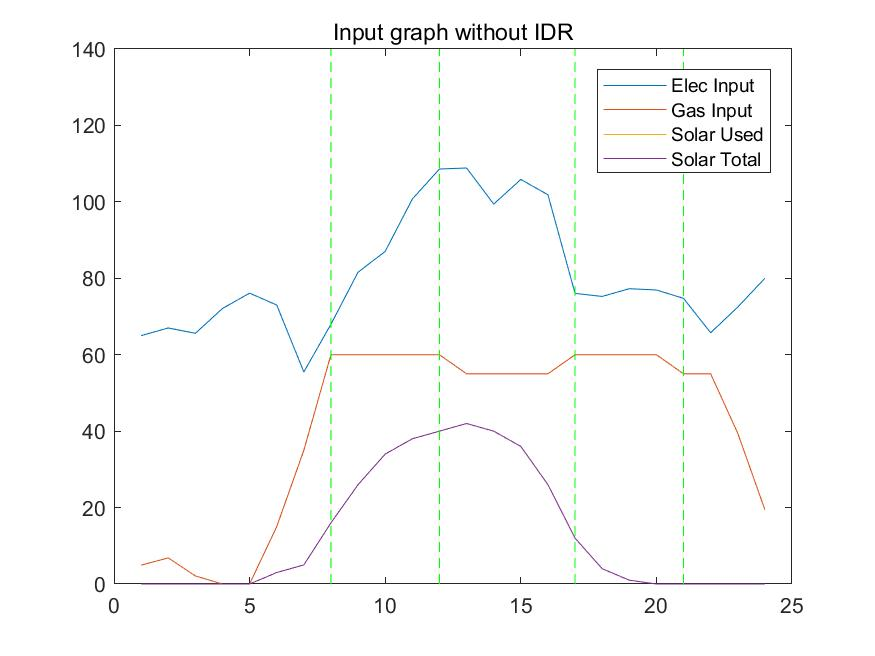 Input graph without IDR
140
120
100
80
60
40
20
0
0 5 10 15 20 25
Elec Input
Gas Input
Solar Used
Solar Total